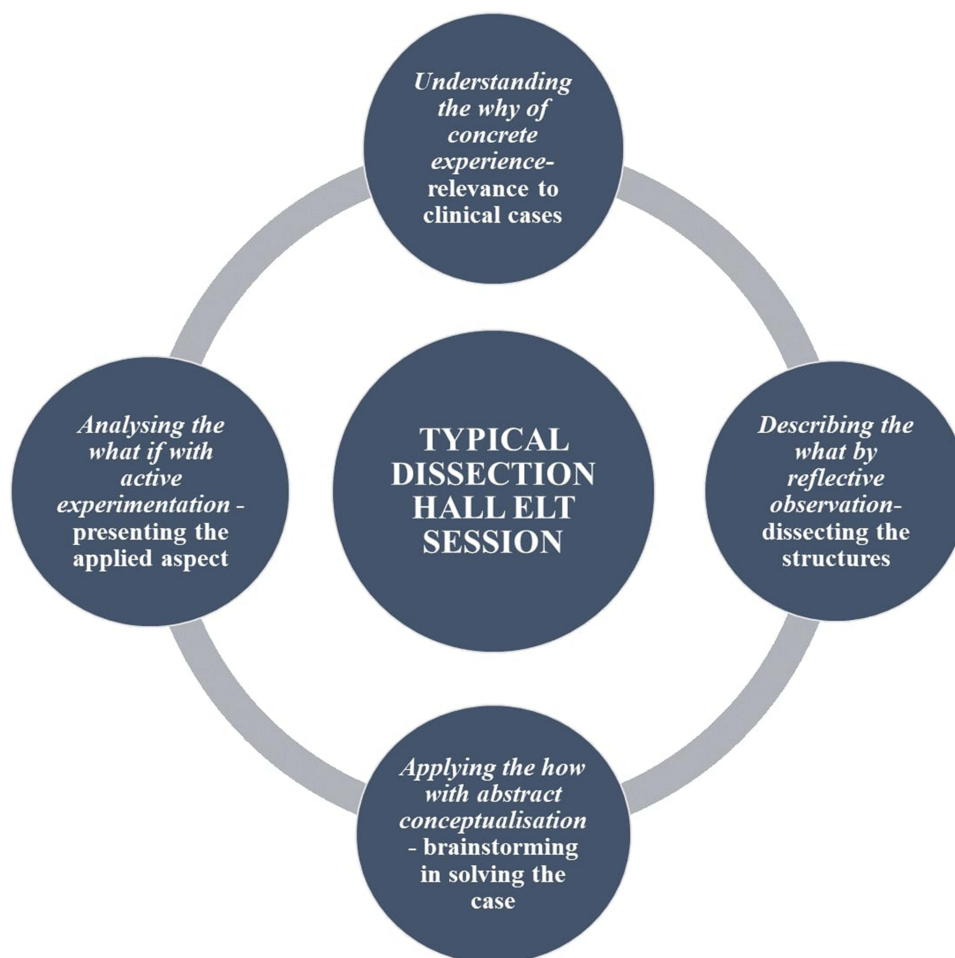 Understanding
the why of
concrete
experience-
relevance to
clinical cases
Analysing the
what if with
active
experimentation -
presenting the
applied aspect
TYPICAL
DISSECTION
HALL ELT
SESSION
Describing the
what by
reflective
observation-
dissecting the
structures
Applying the how
with abstract
conceptualisation
- brainstorming
in solving the
case